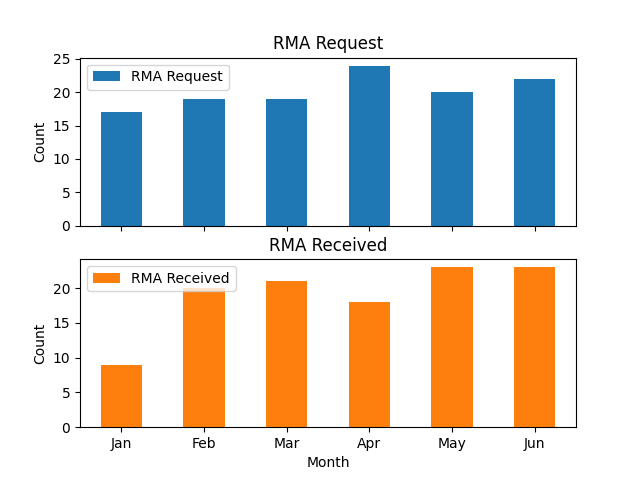 RMA Request
25
20
15
10
5
0
Count
RMA Request
RMA Received
20
15
10
5
0
Count
RMA Received
Jan Feb Mar Apr May Jun
Month